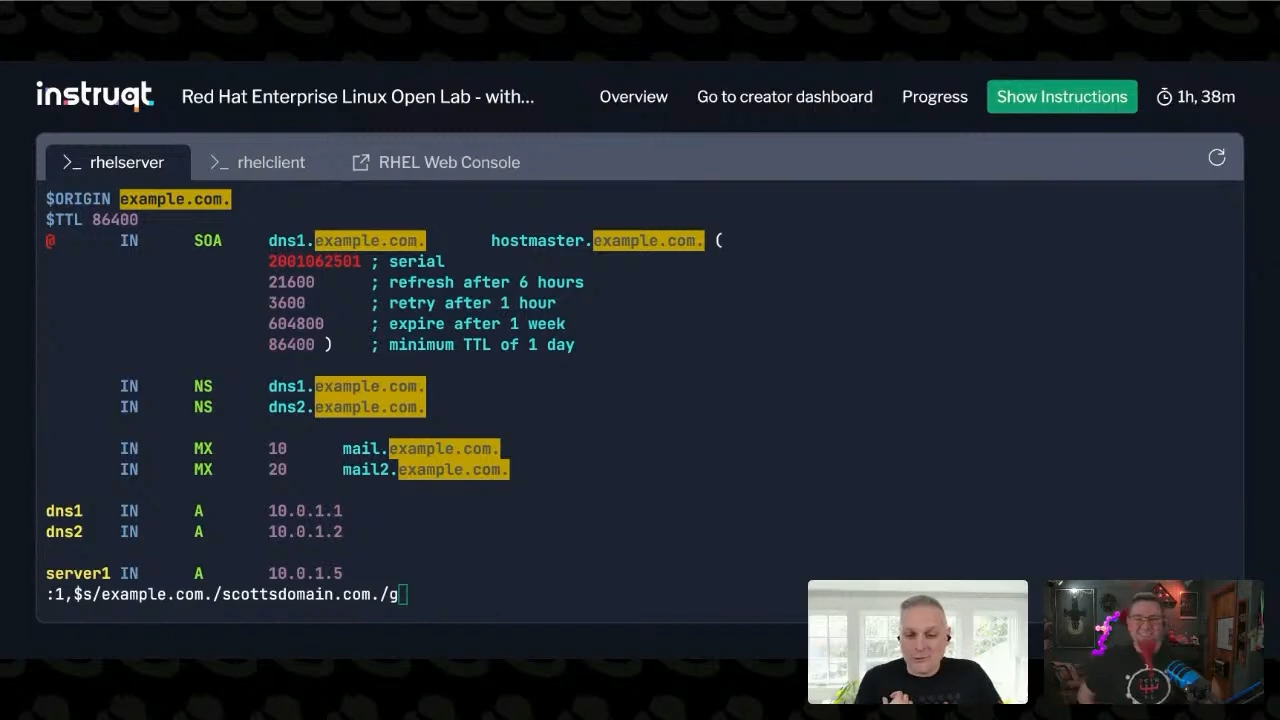 instruqt Red Hat Enterprise Linux Open Lab - with... Overview Go to creator dashboard Progress Show Instructions 1h, 38m
>_ rhelserver >_ rhelclient RHEL Web Console
$ORIGIN example.com.
$TTL 86400
@ IN SOA dns1.example.com. hostmaster.example.com. (
2001062501 ; serial
21600 ; refresh after 6 hours
3600 ; retry after 1 hour
604800 ; expire after 1 week
86400 ) ; minimum TTL of 1 day
IN NS dns1.example.com.
IN NS dns2.example.com.
IN MX 10 mail.example.com.
IN MX 20 mail2.example.com.
dns1 IN A 10.0.1.1
dns2 IN A 10.0.1.2
server1 IN A 10.0.1.5
:1,$s/example.com./scottsdomain.com./g